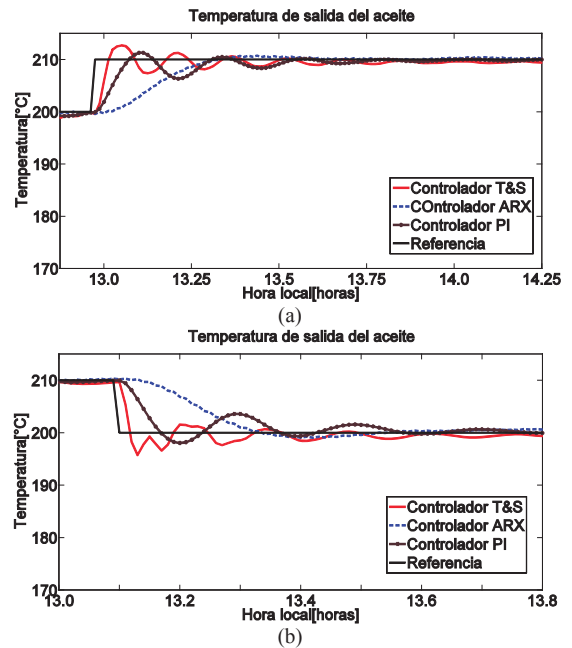 Temperatura de salida del aceite
Temperatura[°C]
210
200
190
180
170
13.0
13.25
13.5
13.75
14.0
14.25
Controlador T&S
COntrolador ARX
Controlador PI
Referencia
Hora local[horas]
(a)
Temperatura de salida del aceite
Temperatura[°C]
210
200
190
180
170
13.0
13.2
13.4
13.6
13.8
Controlador T&S
Controlador ARX
Controlador PI
Referencia
Hora local[horas]
(b)